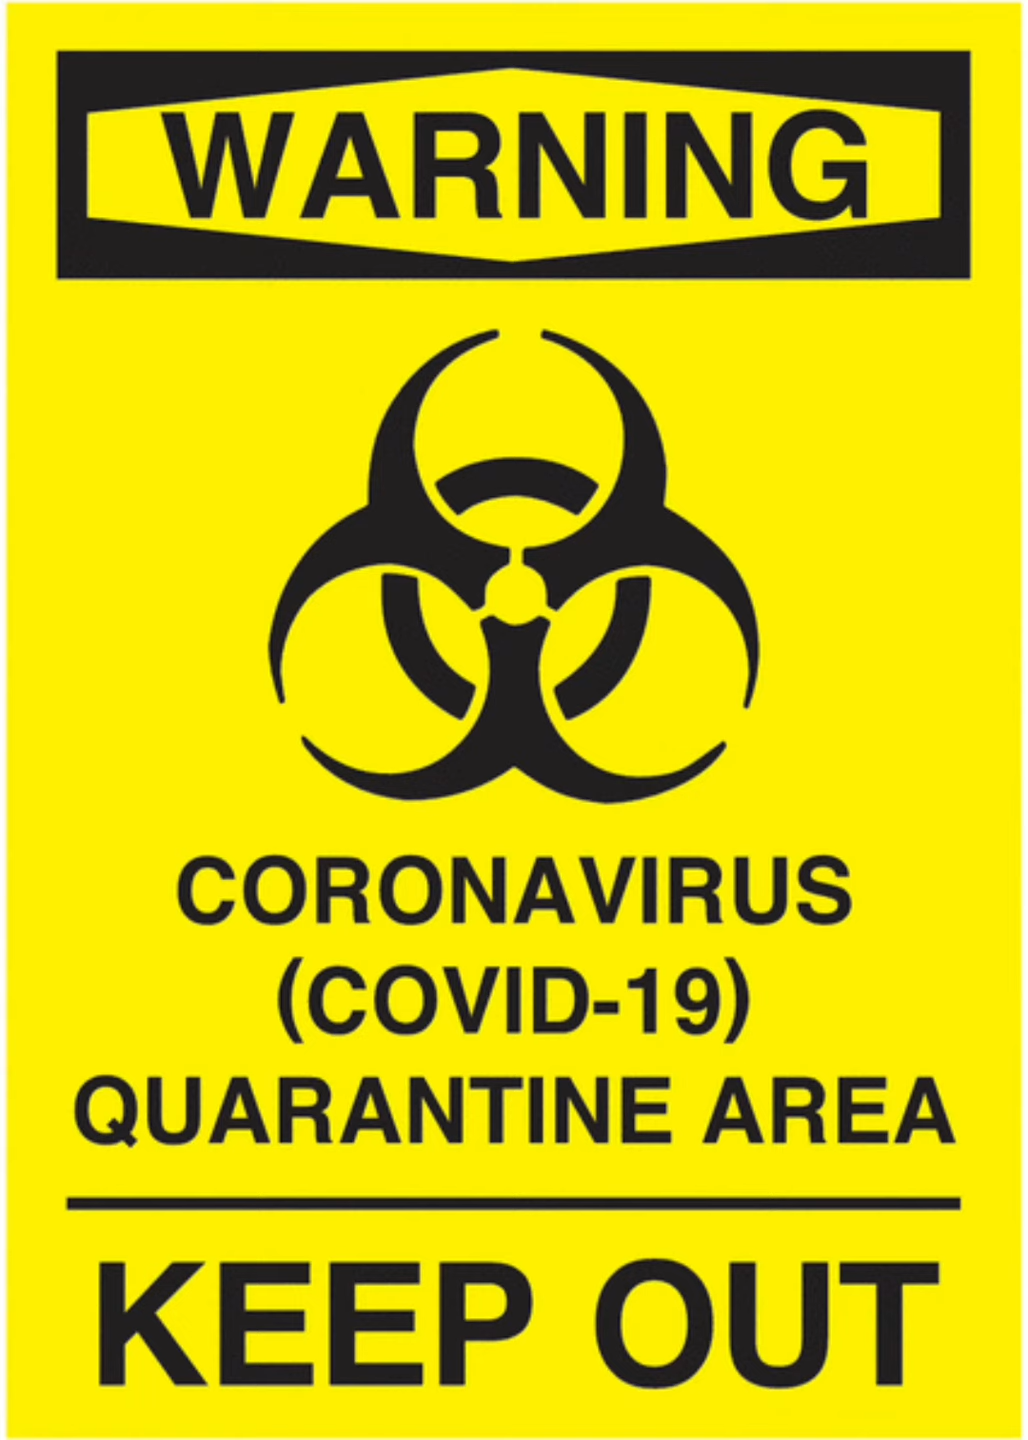 WARNING
CORONAVIRUS
(COVID-19)
QUARANTINE AREA
KEEP OUT